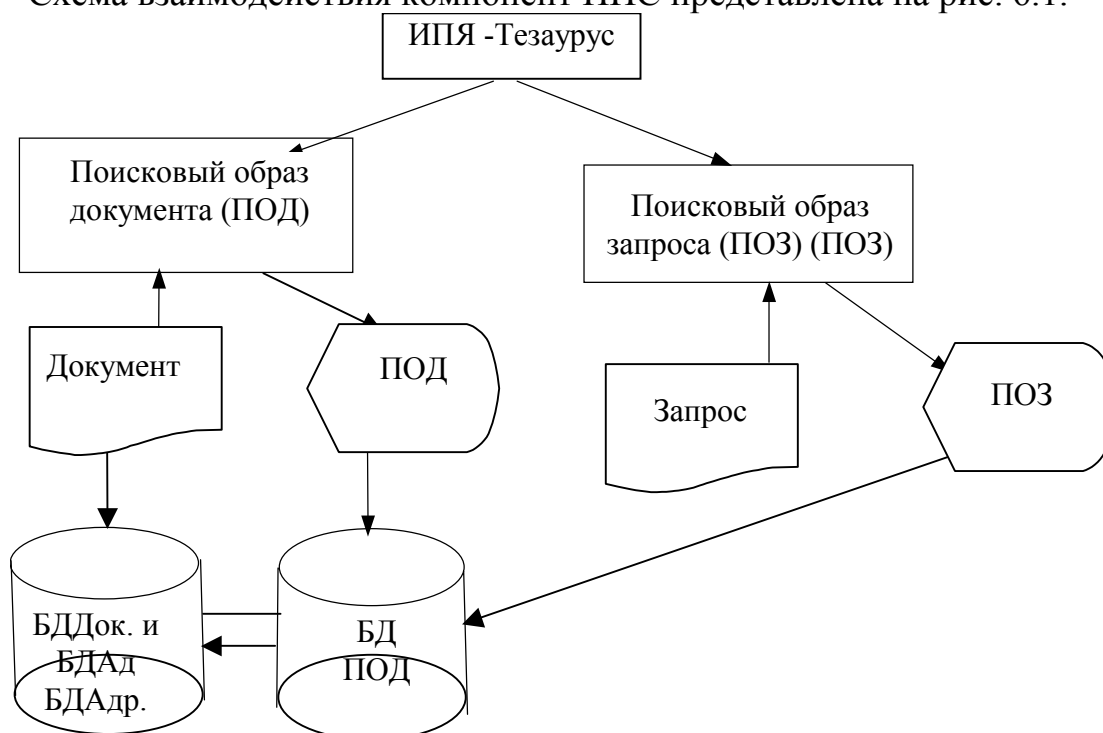 Схема взаимодействия компонент ИПС представлена на рис. 6.1.
ИПЯ -Тезаурус
Поисковый образ
документа (ПОД)
Поисковый образ
запроса (ПОЗ) (ПОЗ)
Документ
ПОД
Запрос
ПОЗ
БДДок. и
БДАд
БДАдр.
БД
ПОД